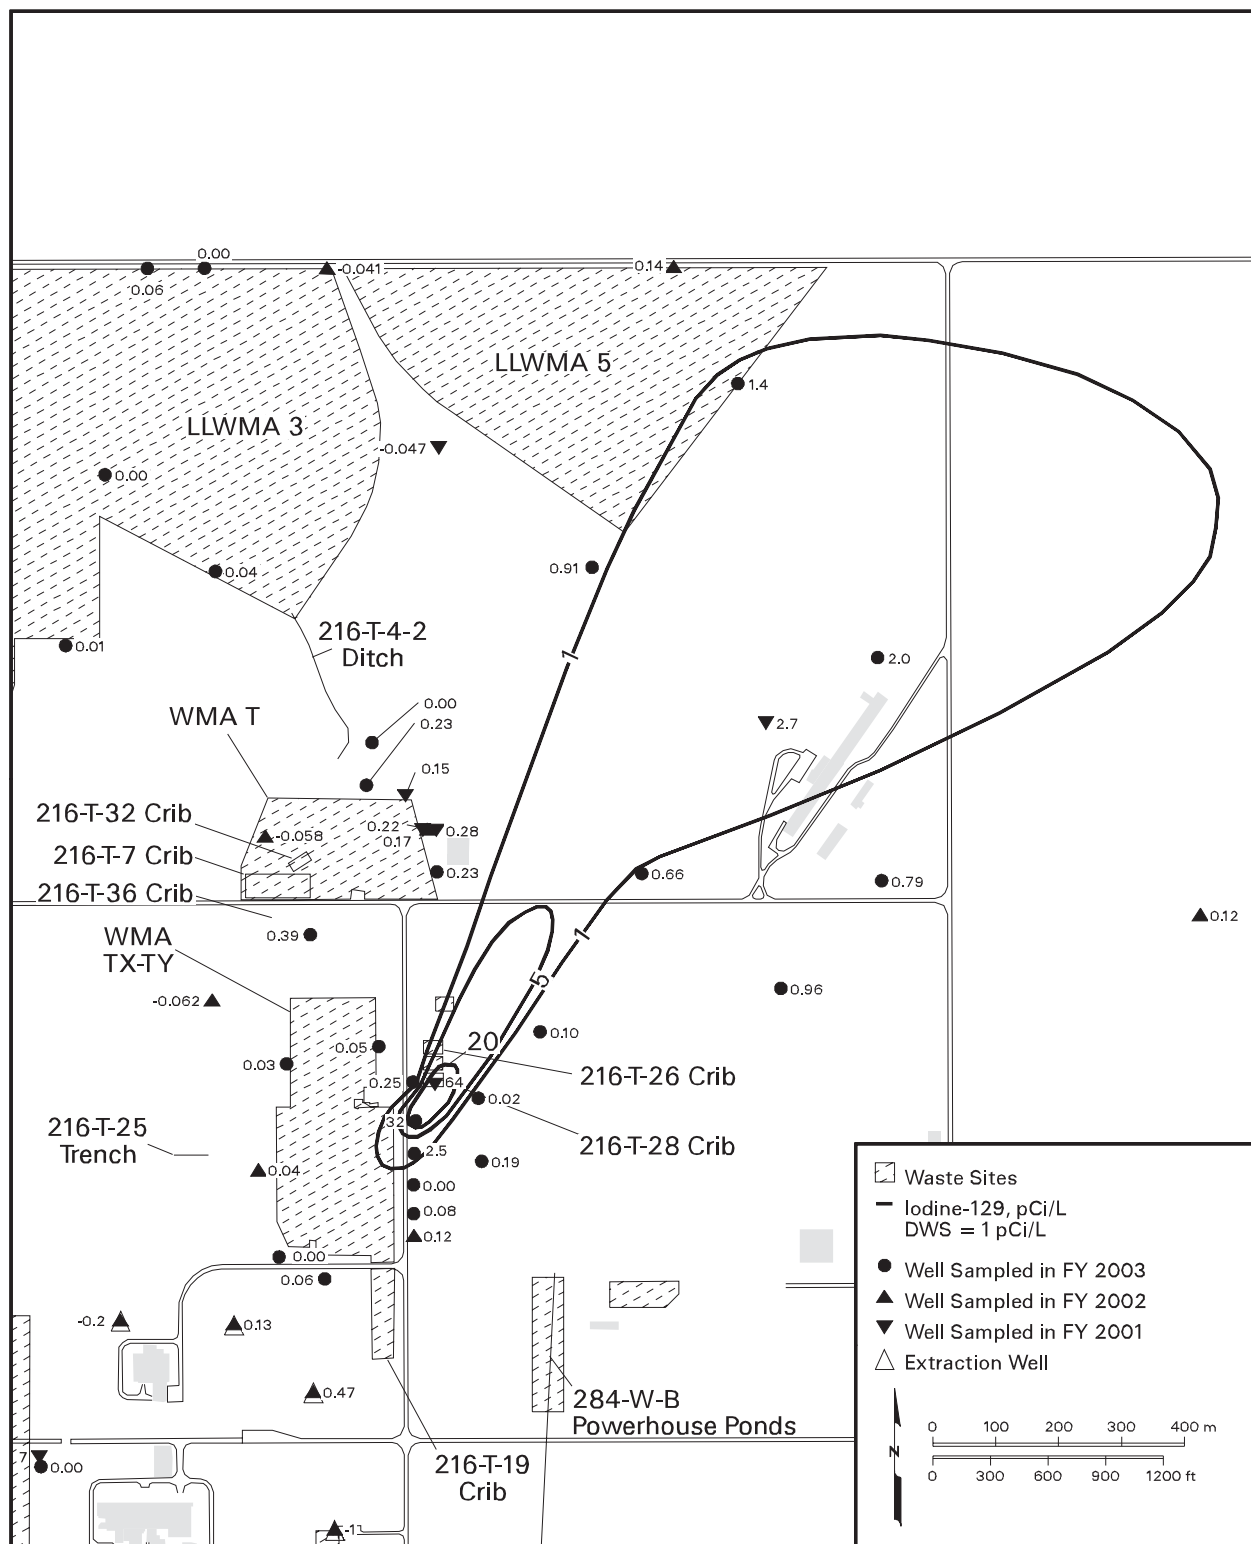 0.00
0.06
-0.041
0.14
LLWMA 5
1.4
LLWMA 3
-0.047
0.00
0.04
0.91
0.01
216-T-4-2
Ditch
1
2.0
0.00
0.23
WMA T
2.7
0.15
216-T-32 Crib
-0.058
0.22
0.28
0.17
216-T-7 Crib
0.23
0.66
0.79
216-T-36 Crib
0.12
0.39
1
WMA
TX-TY
5
0.96
-0.062
0.10
20
0.05
0.03
216-T-26 Crib
0.25
64
0.02
32
216-T-25
Trench
216-T-28 Crib
2.5
0.19
0.04
0.00
0.08
0.12
0.00
0.06
-0.2
0.13
0.47
284-W-B
Powerhouse Ponds
7
0.00
216-T-19
Crib
-1
Waste Sites
Iodine-129, pCi/L
DWS = 1 pCi/L
Well Sampled in FY 2003
Well Sampled in FY 2002
Well Sampled in FY 2001
Extraction Well
N
0 100 200 300 400 m
0 300 600 900 1200 ft